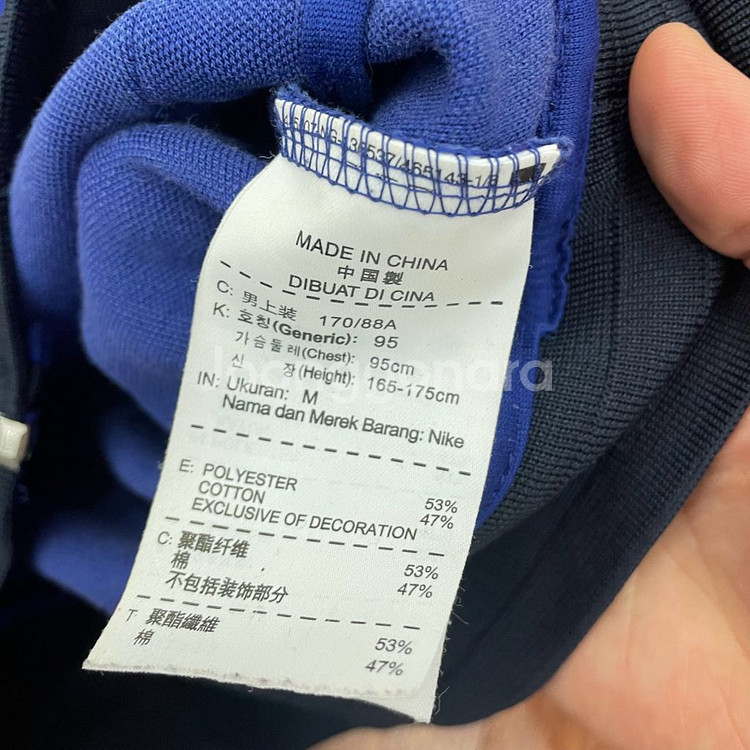 MADE IN CHINA
中国製
DIBUAT DI CINA
C: 男上装 170/88A
K: 호칭(Generic): 95
가슴둘레(Chest): 95cm
신 장(Height): 165-175cm
IN: Ukuran: M
Nama dan Merek Barang: Nike
E: POLYESTER 53%
COTTON 47%
EXCLUSIVE OF DECORATION
C: 聚酯纤维 53%
棉 47%
不包括装饰部分
T: 聚酯纖維 53%
棉 47%